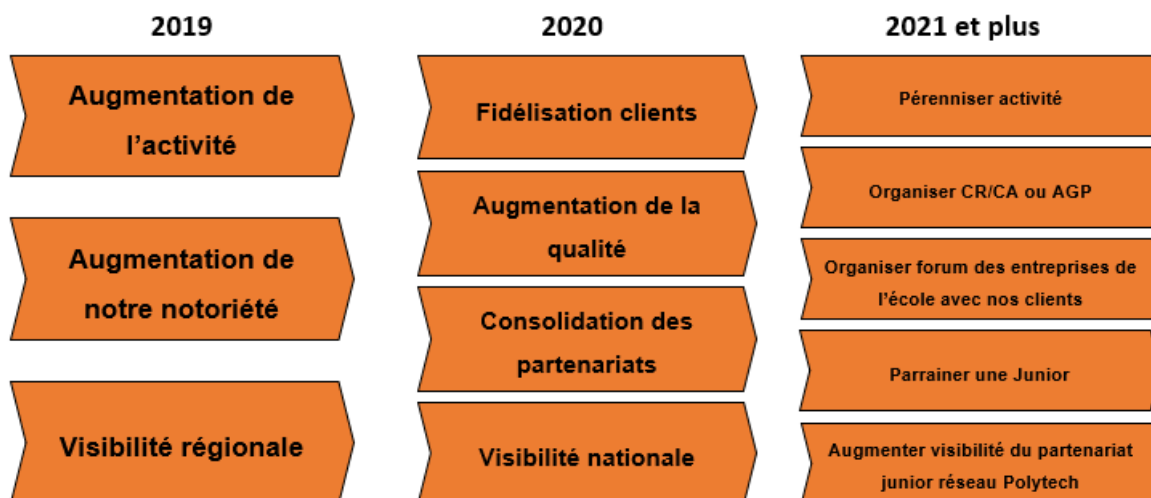 2019
Augmentation de
l’activité
Augmentation de
notre notoriété
Visibilité régionale
2020
Fidélisation clients
Augmentation de la
qualité
Consolidation des
partenariats
Visibilité nationale
2021 et plus
Pérenniser activité
Organiser CR/CA ou AGP
Organiser forum des entreprises de
l’école avec nos clients
Parrainer une Junior
Augmenter visibilité du partenariat
junior réseau Polytech